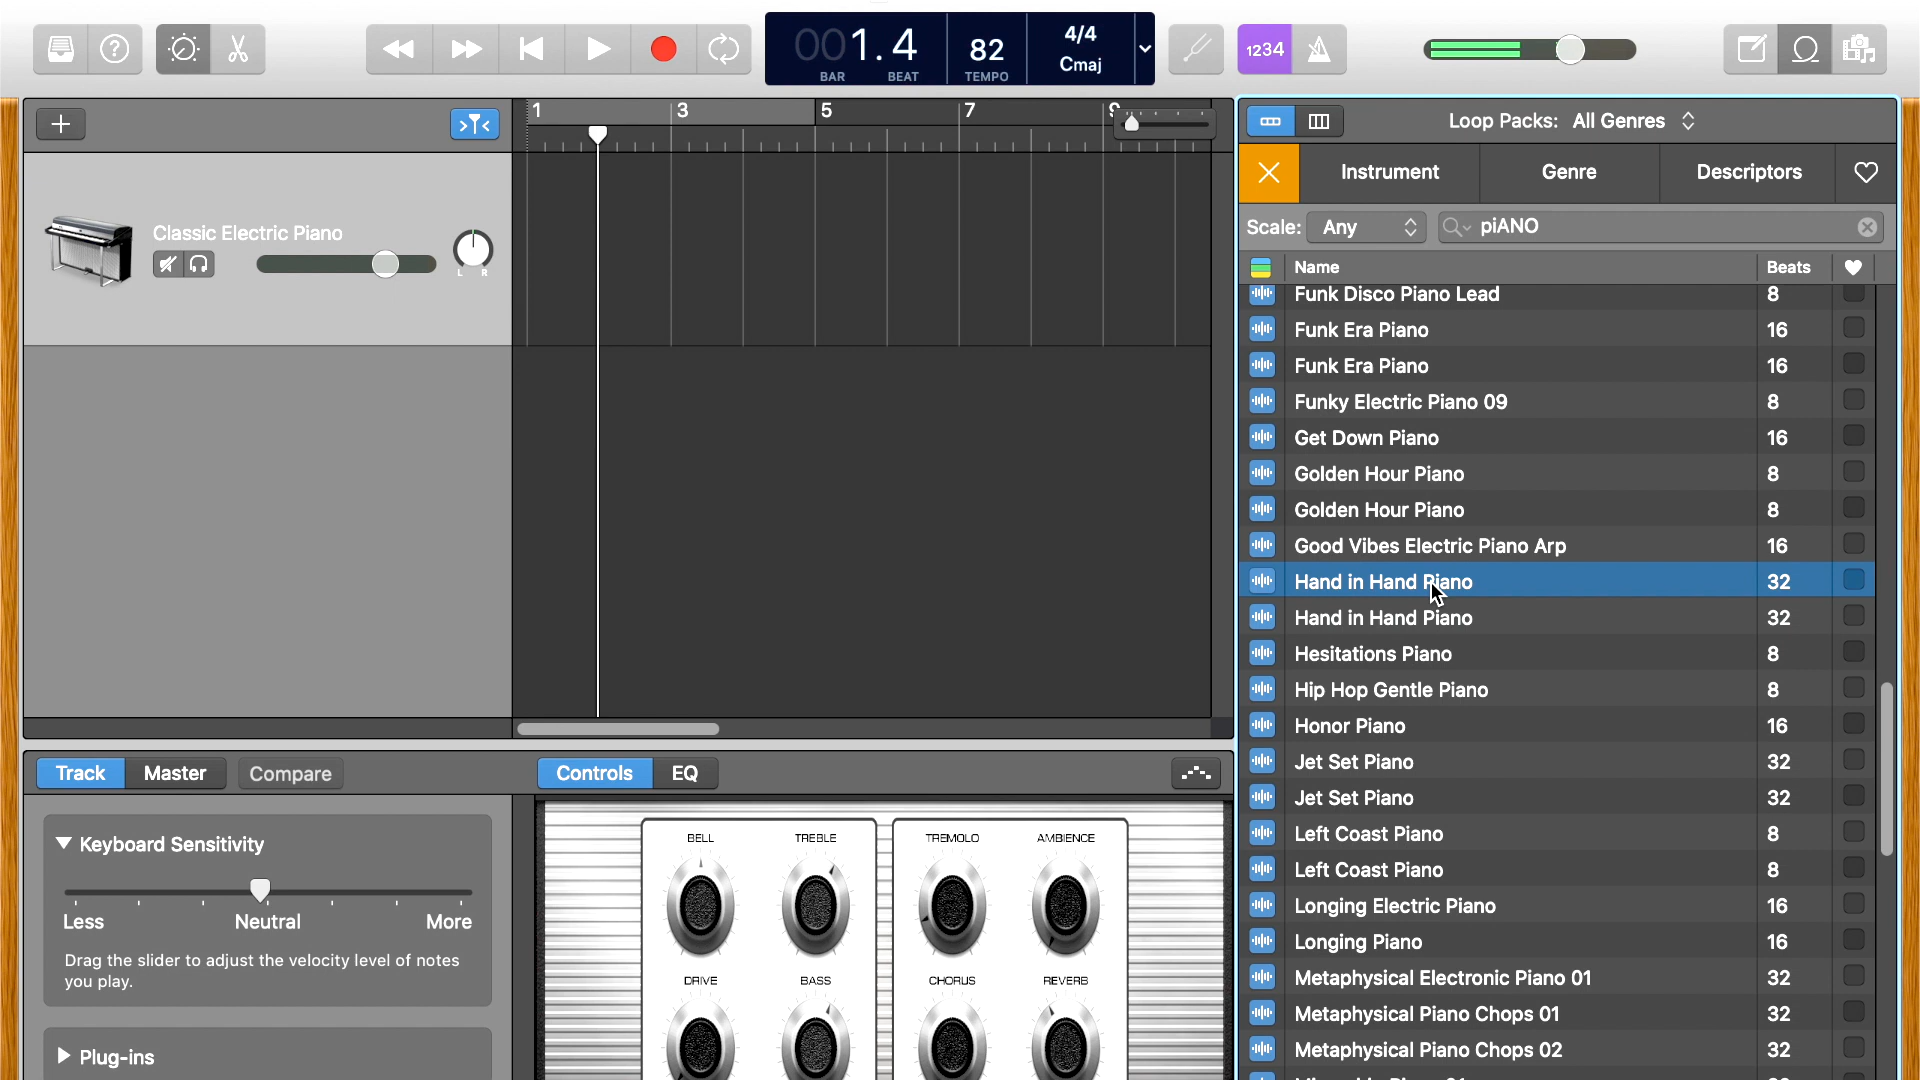 001.4
BAR BEAT
82
TEMPO
4/4
Cmaj
1234
1 3 5 7 9
Classic Electric Piano
L R
Loop Packs: All Genres
Instrument Genre Descriptors
Scale: Any piANO
Name Beats
Funk Disco Piano Lead 8
Funk Era Piano 16
Funk Era Piano 16
Funky Electric Piano 09 8
Get Down Piano 16
Golden Hour Piano 8
Golden Hour Piano 8
Good Vibes Electric Piano Arp 16
Hand in Hand Piano 32
Hand in Hand Piano 32
Hesitations Piano 8
Hip Hop Gentle Piano 8
Honor Piano 16
Jet Set Piano 32
Jet Set Piano 32
Left Coast Piano 8
Left Coast Piano 8
Longing Electric Piano 16
Longing Piano 16
Metaphysical Electronic Piano 01 32
Metaphysical Piano Chops 01 32
Metaphysical Piano Chops 02 32
Track Master Compare
Controls EQ
Keyboard Sensitivity
Less Neutral More
Drag the slider to adjust the velocity level of notes
you play.
Plug-ins
BELL TREBLE TREMOLO AMBIENCE
DRIVE BASS CHORUS REVERB